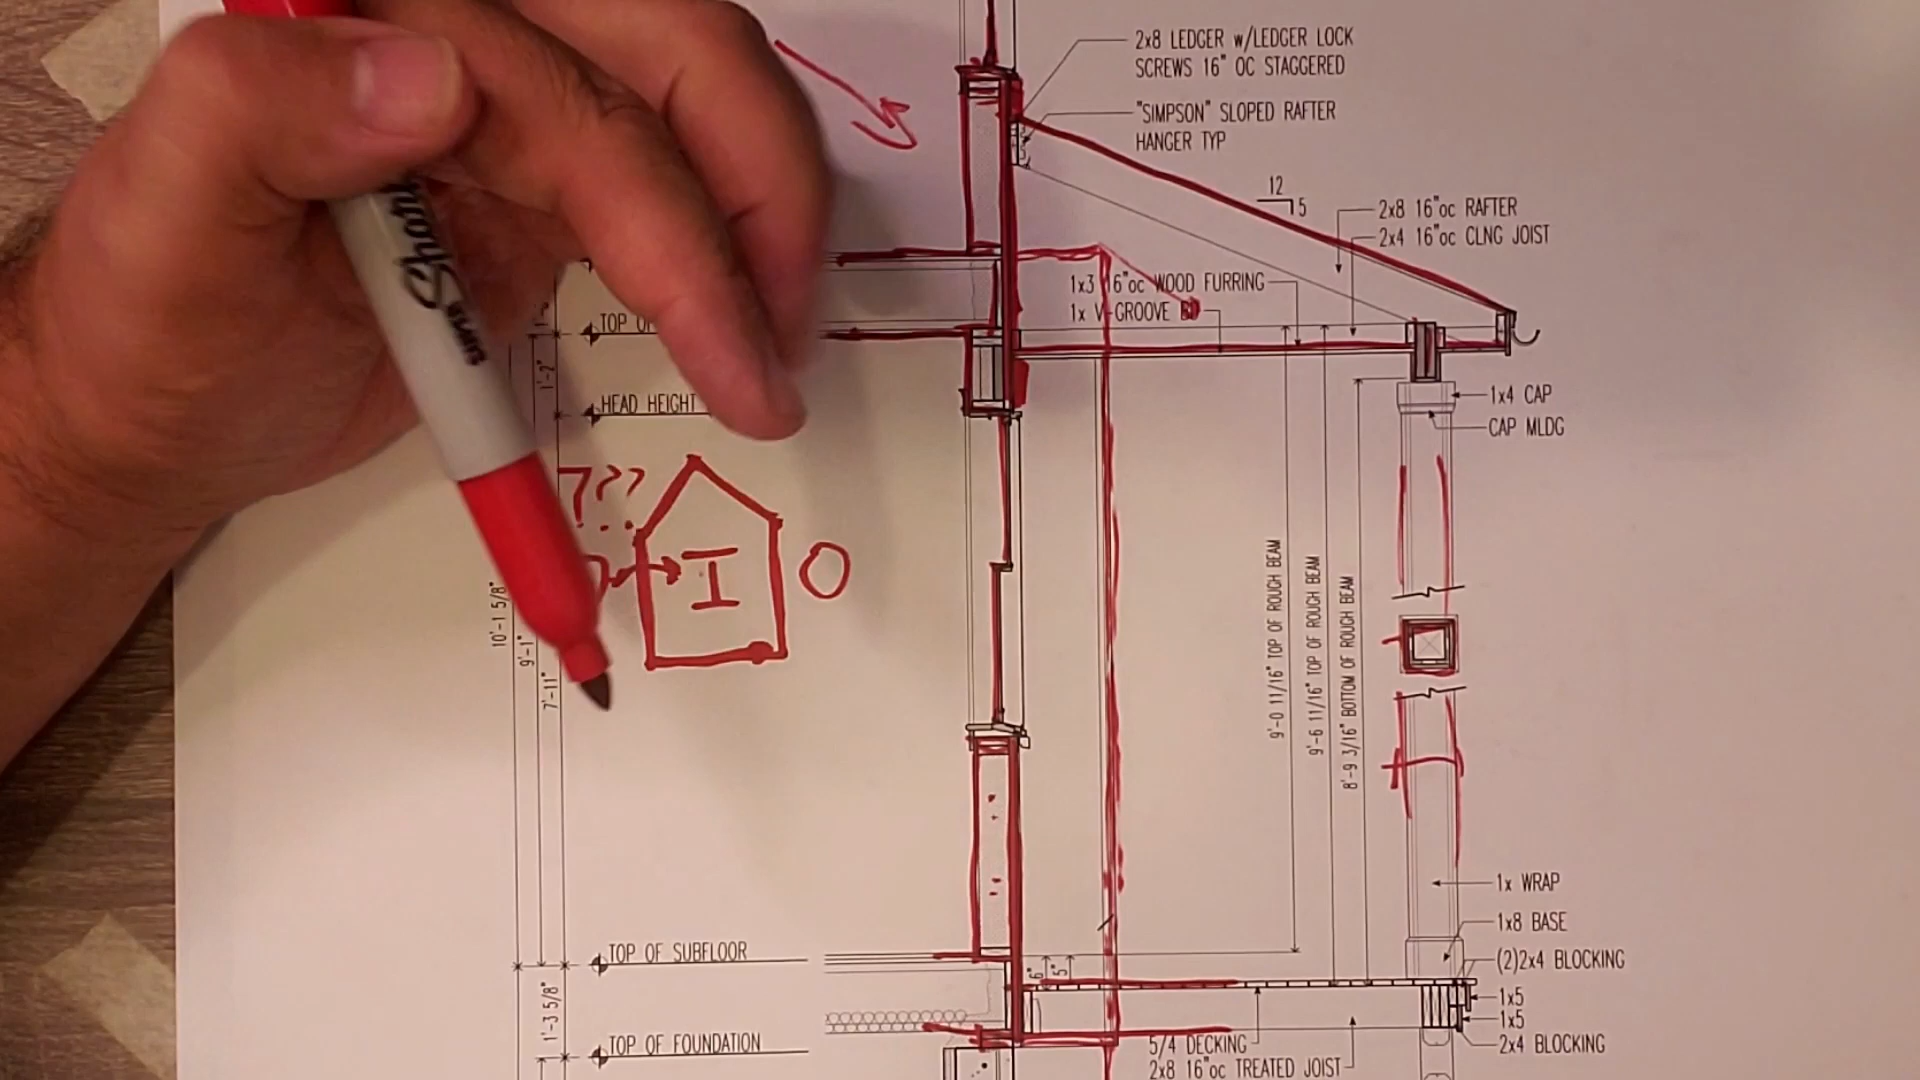 2x8 LEDGER w/LEDGER LOCK
SCREWS 16" OC STAGGERED
"SIMPSON" SLOPED RAFTER
HANGER TYP
12
5
2x8 16"oc RAFTER
2x4 16"oc CLNG JOIST
1x3 16"oc WOOD FURRING
1x V-GROOVE BD
Sharpie
TOP OF
1'-2"
HEAD HEIGHT
1x4 CAP
CAP MLDG
???
I
O
10'-1 5/8"
9'-1"
7'-11"
9'-0 11/16" TOP OF ROUGH BEAM
9'-6 11/16" TOP OF ROUGH BEAM
8'-9 3/16" BOTTOM OF ROUGH BEAM
1x WRAP
1x8 BASE
(2)2x4 BLOCKING
1x5
1x5
2x4 BLOCKING
TOP OF SUBFLOOR
6"
5"
1'-3 5/8"
TOP OF FOUNDATION
5/4 DECKING
2x8 16"oc TREATED JOIST